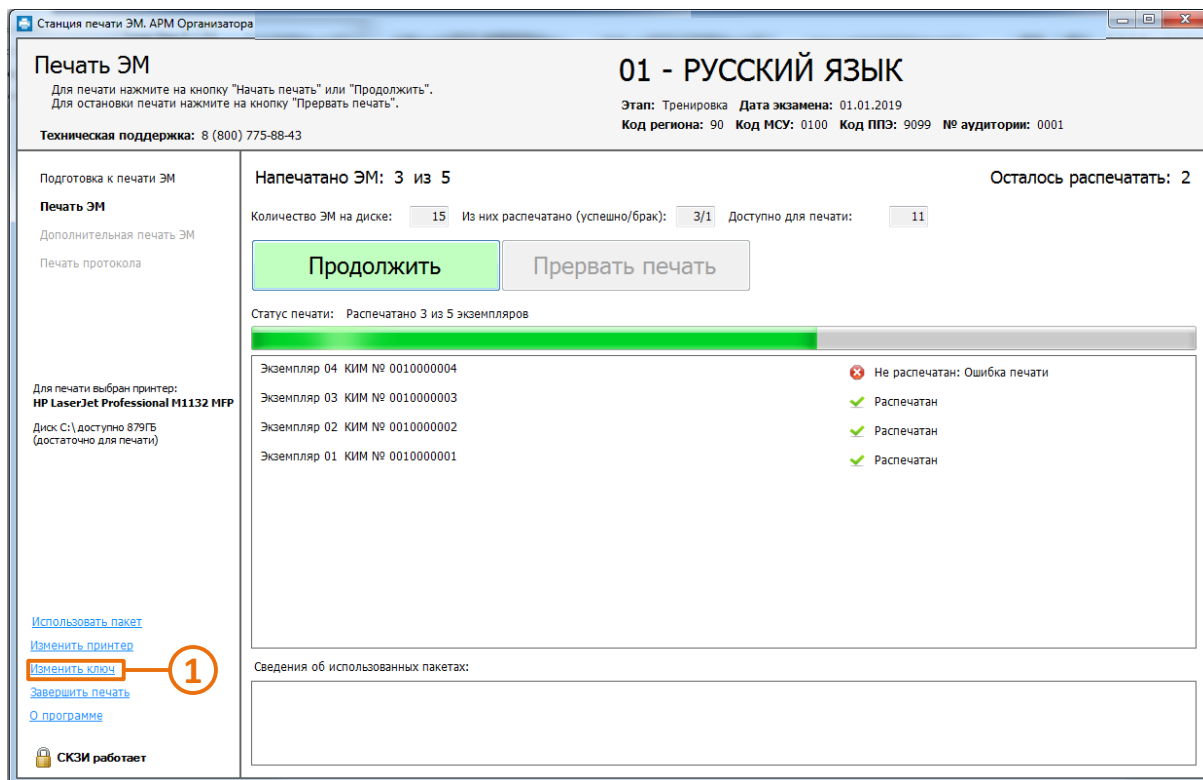 Станция печати ЭМ. АРМ Организатора
Печать ЭМ
Для печати нажмите на кнопку "Начать печать" или "Продолжить".
Для остановки печати нажмите на кнопку "Прервать печать".
Техническая поддержка: 8 (800) 775-88-43
01 - РУССКИЙ ЯЗЫК
Этап: Тренировка Дата экзамена: 01.01.2019
Код региона: 90 Код МСУ: 0100 Код ППЭ: 9099 № аудитории: 0001
Подготовка к печати ЭМ
Печать ЭМ
Дополнительная печать ЭМ
Печать протокола
Для печати выбран принтер:
HP LaserJet Professional M1132 MFP
Диск C:\ доступно 879ГБ
(достаточно для печати)
Использовать пакет
Изменить принтер
Изменить ключ
1
Завершить печать
О программе
СКЗИ работает
Напечатано ЭМ: 3 из 5 Осталось распечатать: 2
Количество ЭМ на диске: 15 Из них распечатано (успешно/брак): 3/1 Доступно для печати: 11
Продолжить Прервать печать
Статус печати: Распечатано 3 из 5 экземпляров
Экземпляр 04 КИМ № 0010000004 Не распечатан: Ошибка печати
Экземпляр 03 КИМ № 0010000003 Распечатан
Экземпляр 02 КИМ № 0010000002 Распечатан
Экземпляр 01 КИМ № 0010000001 Распечатан
Сведения об использованных пакетах: